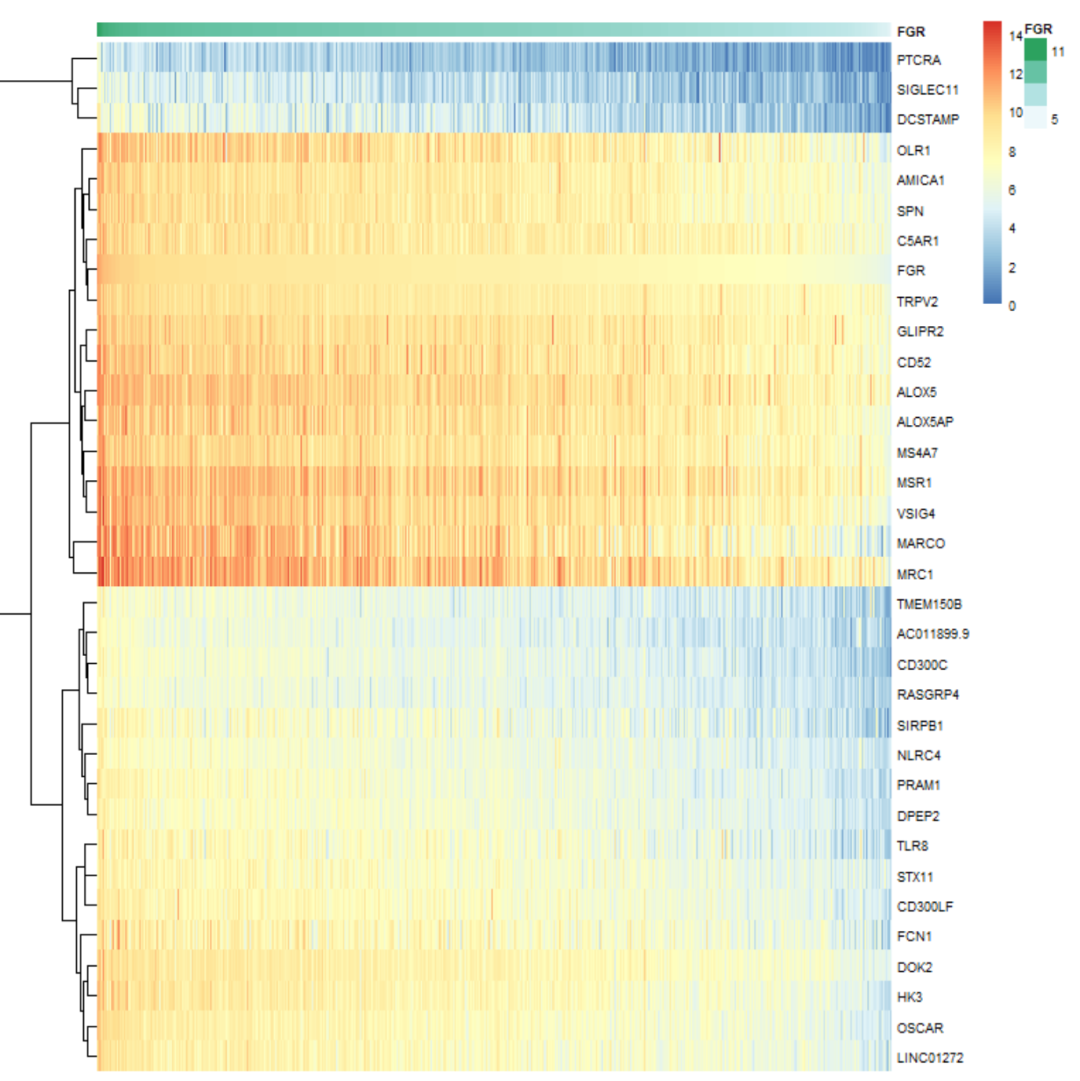 FGR
PTCRA
SIGLEC11
DCSTAMP
OLR1
AMICA1
SPN
C5AR1
FGR
TRPV2
GLIPR2
CD52
ALOX5
ALOX5AP
MS4A7
MSR1
VSIG4
MARCO
MRC1
TMEM150B
AC011899.9
CD300C
RASGRP4
SIRPB1
NLRC4
PRAM1
DPEP2
TLR8
STX11
CD300LF
FCN1
DOK2
HK3
OSCAR
LINC01272
14
12
10
8
6
4
2
0
FGR
11
5